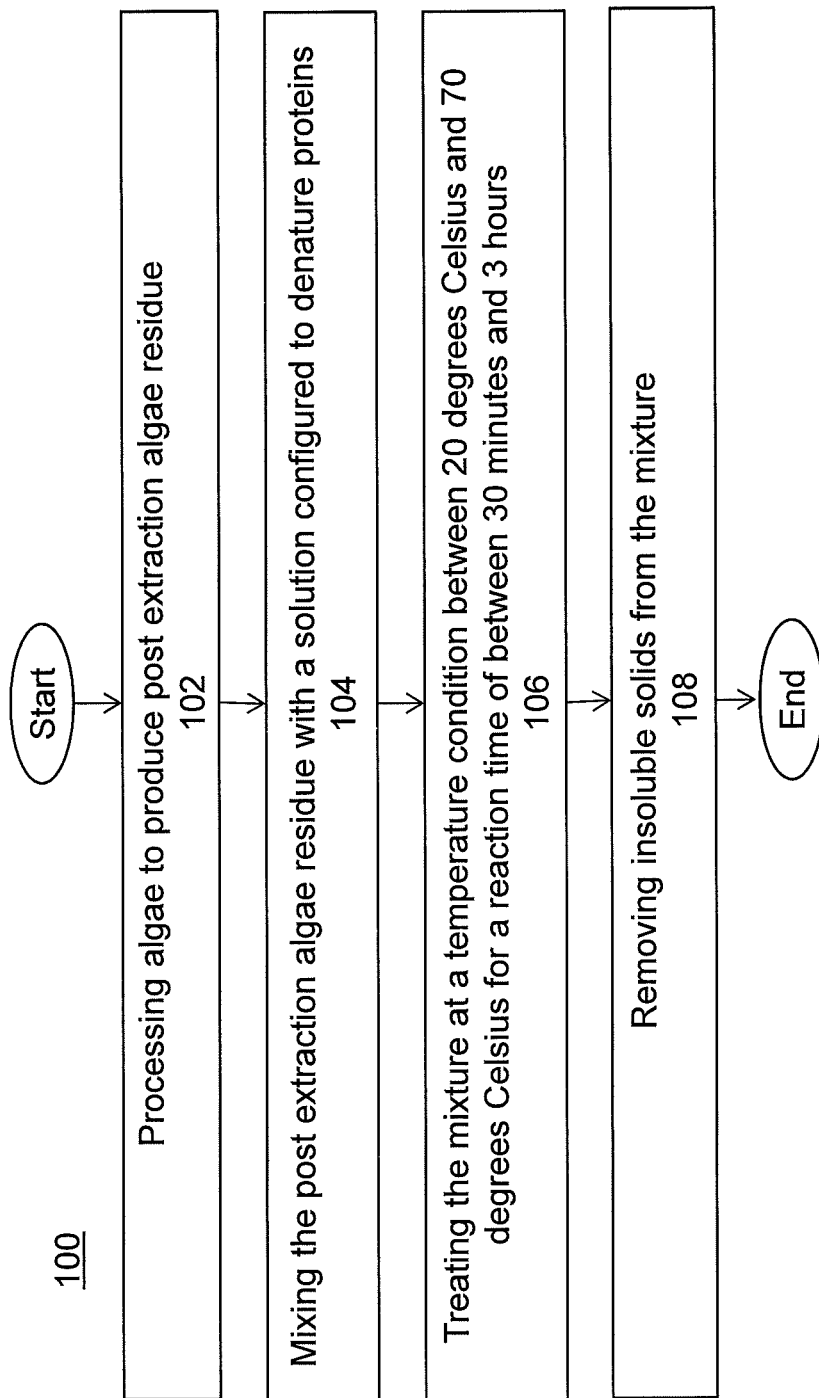 100
Start
Processing algae to produce post extraction algae residue
102
Mixing the post extraction algae residue with a solution configured to denature proteins
104
Treating the mixture at a temperature condition between 20 degrees Celsius and 70
degrees Celsius for a reaction time of between 30 minutes and 3 hours
106
Removing insoluble solids from the mixture
108
End